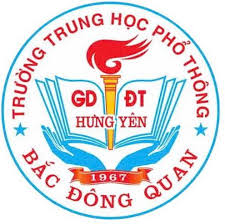 TRƯỜNG TRUNG HỌC PHỔ THÔNG
GD ĐT
HƯNG YÊN
1967
BẮC ĐÔNG QUAN